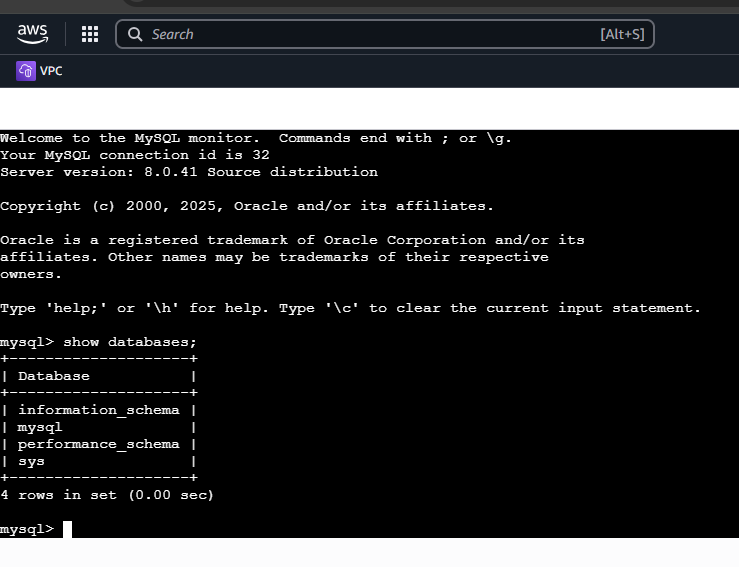 aws
Search [Alt+S]
VPC
Welcome to the MySQL monitor.  Commands end with ; or \g.
Your MySQL connection id is 32
Server version: 8.0.41 Source distribution
Copyright (c) 2000, 2025, Oracle and/or its affiliates.
Oracle is a registered trademark of Oracle Corporation and/or its
affiliates. Other names may be trademarks of their respective
owners.
Type 'help;' or '\h' for help. Type '\c' to clear the current input statement.
mysql> show databases;
+--------------------+
| Database           |
+--------------------+
| information_schema |
| mysql              |
| performance_schema |
| sys                |
+--------------------+
4 rows in set (0.00 sec)
mysql>